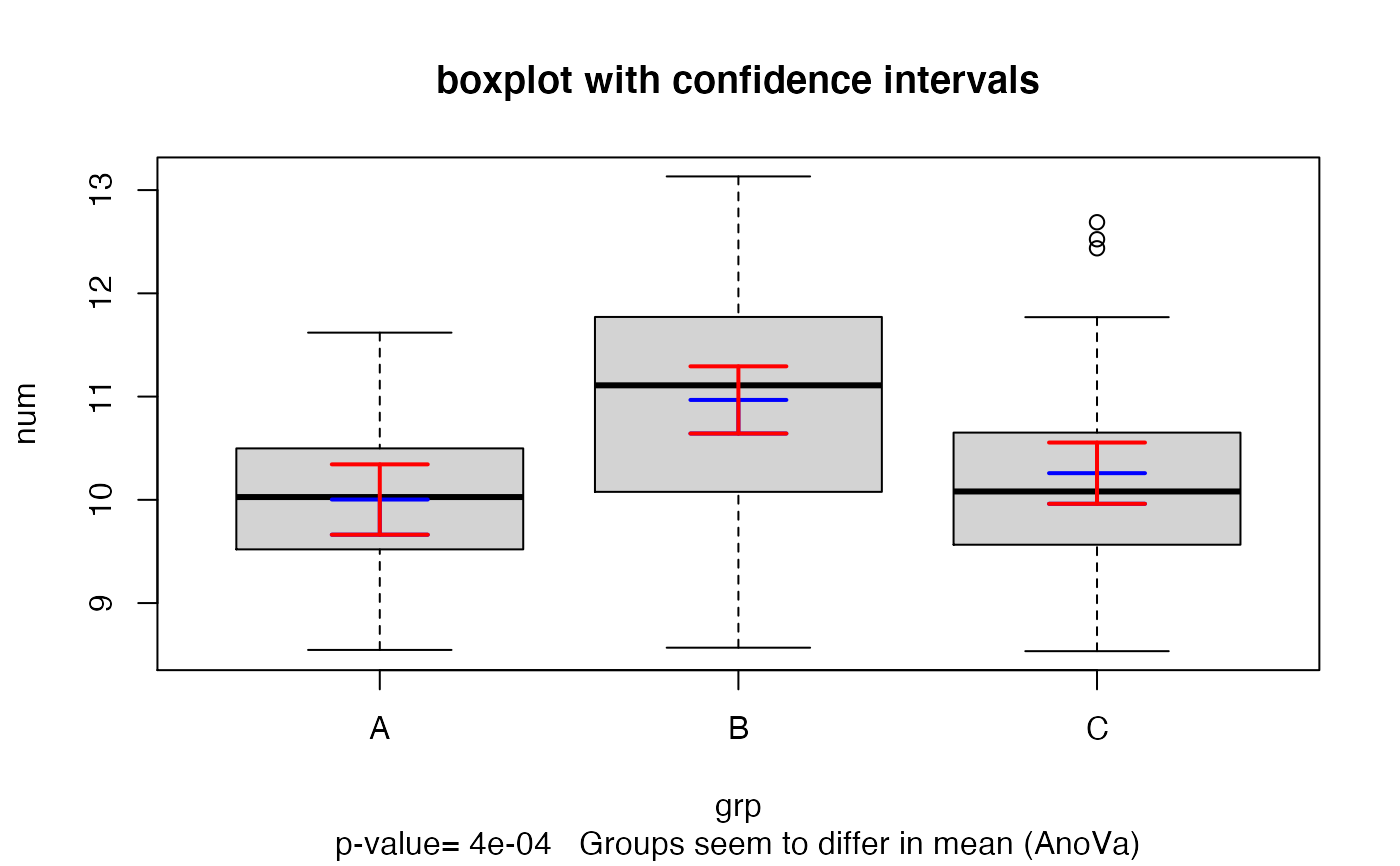 boxplot with confidence intervals
13
12
11
10
9
num
A B C
grp
p-value= 4e-04 Groups seem to differ in mean (AnoVa)